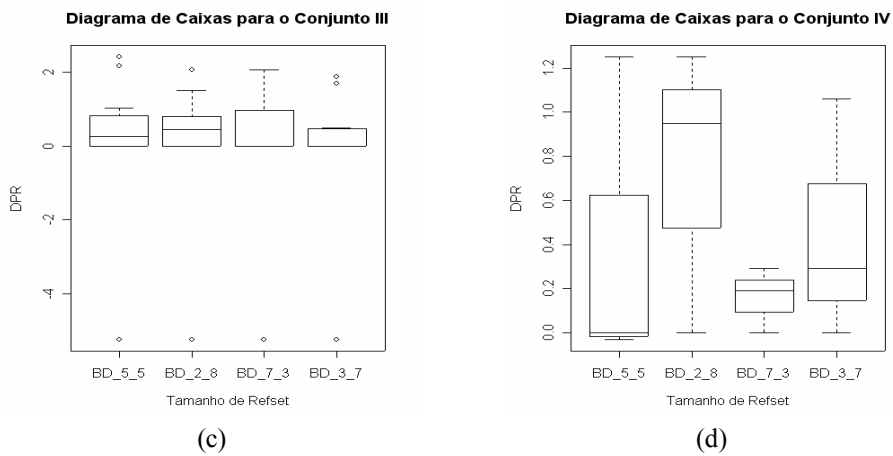 Diagrama de Caixas para o Conjunto III
2
0
-2
-4
DPR
BD_5_5 BD_2_8 BD_7_3 BD_3_7
Tamanho de Refset
(c)
Diagrama de Caixas para o Conjunto IV
1.2
1.0
0.8
0.6
0.4
0.2
0.0
DPR
BD_5_5 BD_2_8 BD_7_3 BD_3_7
Tamanho de Refset
(d)